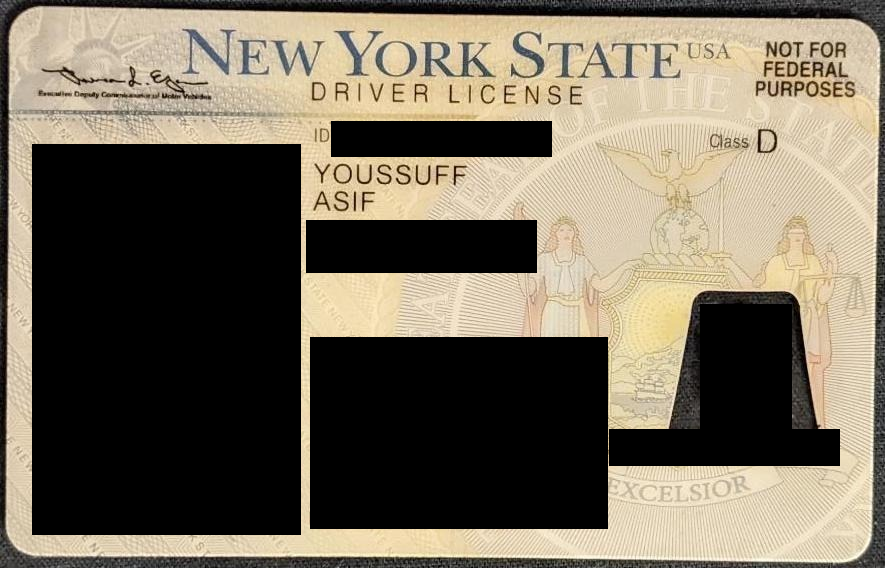 NEW YORK STATE USA
NOT FOR
FEDERAL
PURPOSES
Executive Deputy Commissioner of Motor Vehicles
DRIVER LICENSE
ID
Class D
YOUSSUFF
ASIF
EXCELSIOR